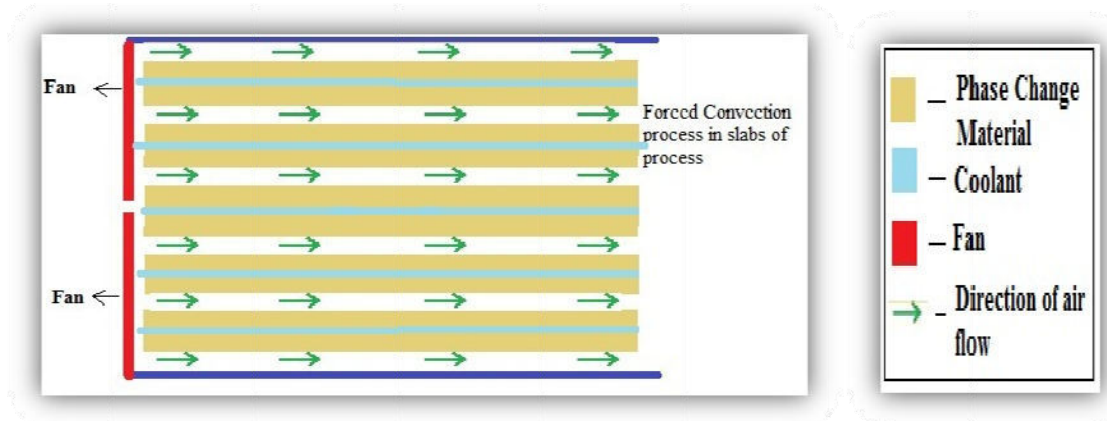 Fan
Forced Convection
process in slabs of
process
Fan
– Phase Change
Material
– Coolant
– Fan
– Direction of air
flow